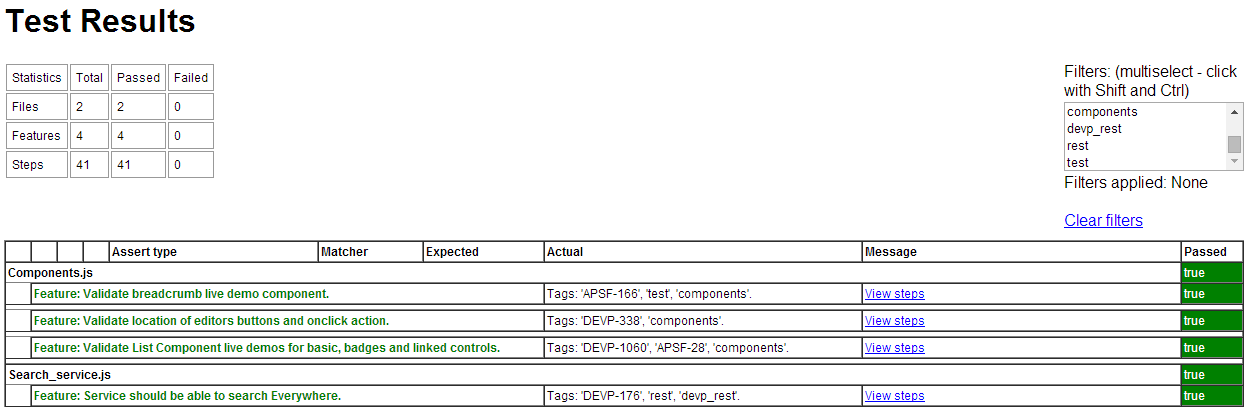 Test Results
Statistics Total Passed Failed
Files 2 2 0
Features 4 4 0
Steps 41 41 0
Filters: (multiselect - click
with Shift and Ctrl)
components
devp_rest
rest
test
Filters applied: None
Clear filters
Assert type Matcher Expected Actual Message Passed
Components.js true
Feature: Validate breadcrumb live demo component. Tags: 'APSF-166', 'test', 'components'. View steps true
Feature: Validate location of editors buttons and onclick action. Tags: 'DEVP-338', 'components'. View steps true
Feature: Validate List Component live demos for basic, badges and linked controls. Tags: 'DEVP-1060', 'APSF-28', 'components'. View steps true
Search_service.js true
Feature: Service should be able to search Everywhere. Tags: 'DEVP-176', 'rest', 'devp_rest'. View steps true